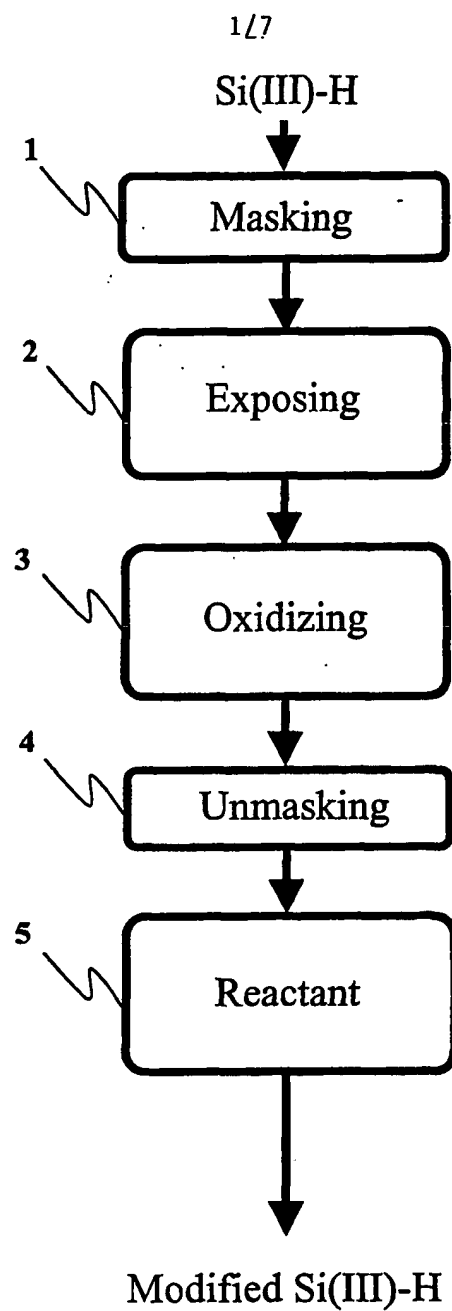 1/7
Si(III)-H
1
Masking
2
Exposing
3
Oxidizing
4
Unmasking
5
Reactant
Modified Si(III)-H